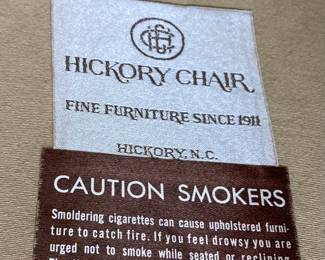 HICKORY CHAIR
FINE FURNITURE SINCE 1911
HICKORY, N.C.
CAUTION SMOKERS
Smoldering cigarettes can cause upholstered furni-
ture to catch fire. If you feel drowsy you are
urged not to smoke while seated or reclining